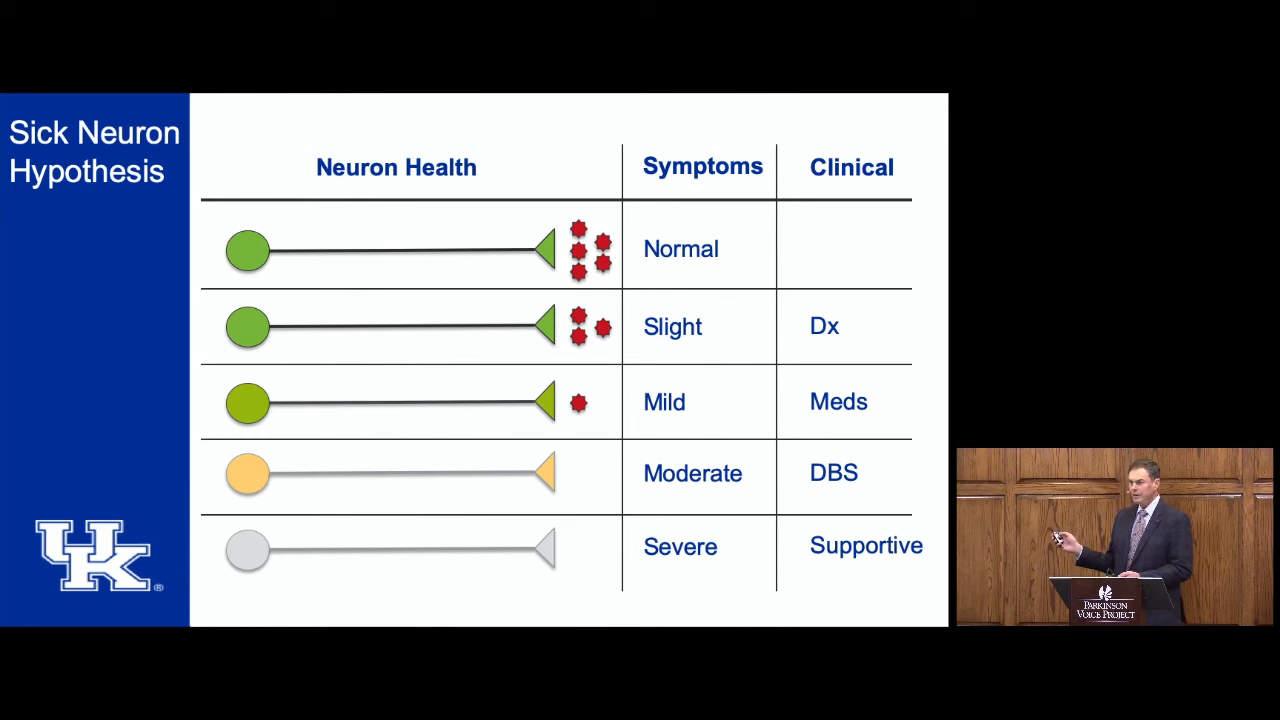 Sick Neuron
Hypothesis
Neuron Health
Symptoms
Clinical
Normal
Slight
Dx
Mild
Meds
Moderate
DBS
Severe
Supportive
UK
®
PARKINSON
VOICE PROJECT